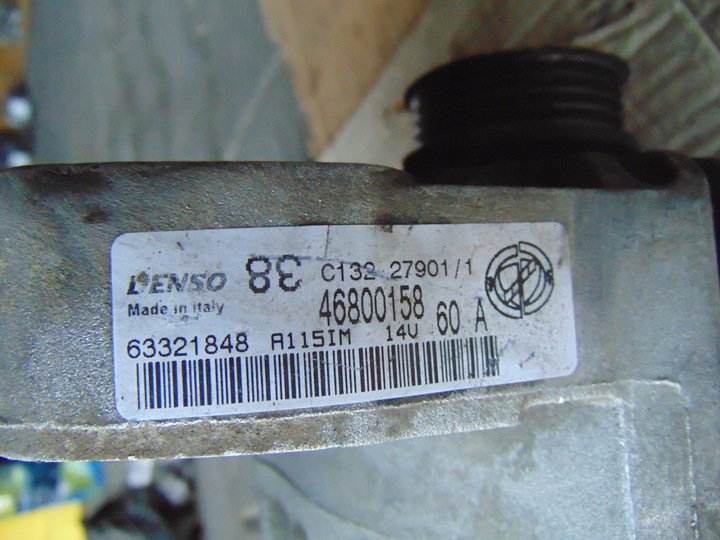 DENSO 38 C132 27901/1
Made in Italy 46800158 60 A
63321848 A115IM 14V